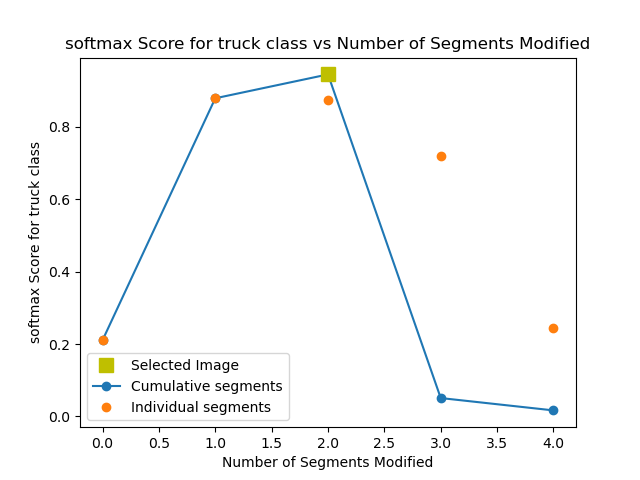 softmax Score for truck class vs Number of Segments Modified
softmax Score for truck class
0.8
0.6
0.4
0.2
0.0
Selected Image
Cumulative segments
Individual segments
0.0 0.5 1.0 1.5 2.0 2.5 3.0 3.5 4.0
Number of Segments Modified